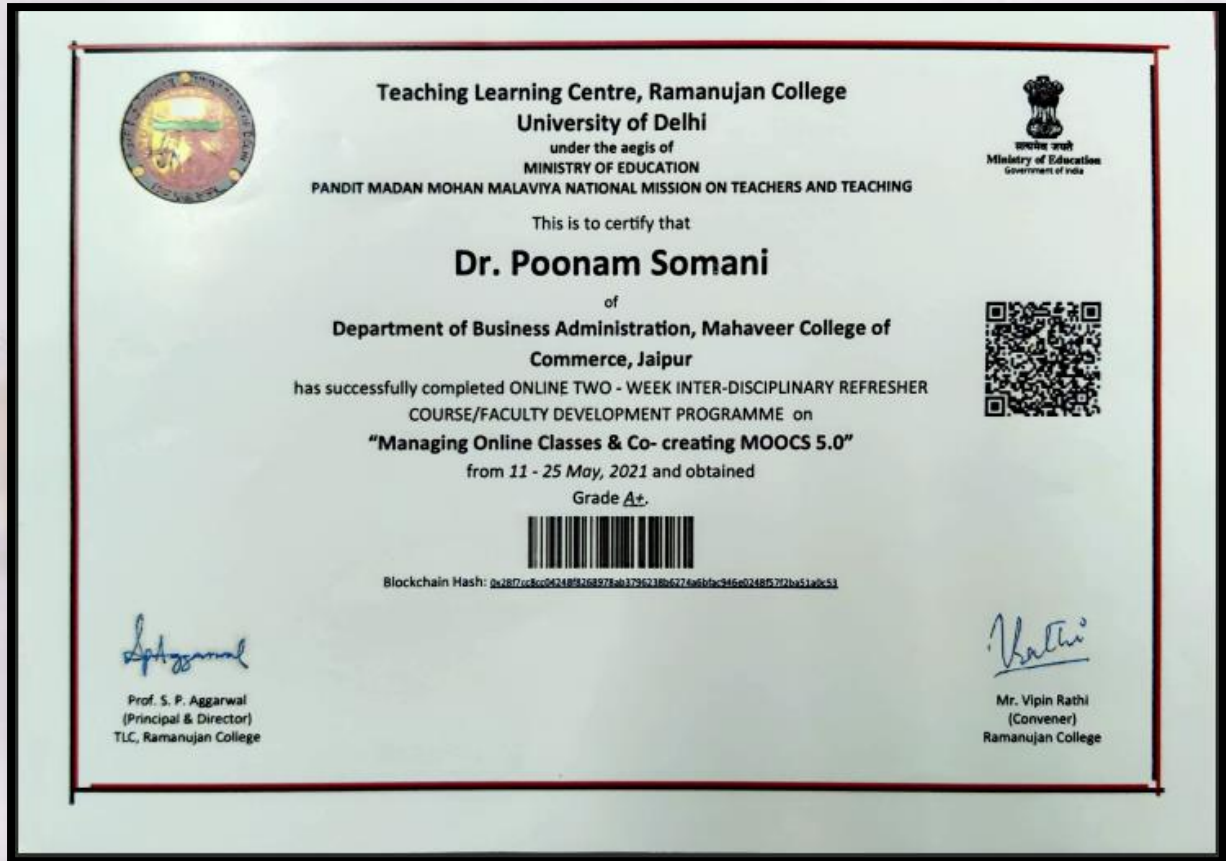 Teaching Learning Centre, Ramanujan College
University of Delhi
under the aegis of
MINISTRY OF EDUCATION
PANDIT MADAN MOHAN MALAVIYA NATIONAL MISSION ON TEACHERS AND TEACHING
सत्यमेव जयते
Ministry of Education
Government of India
This is to certify that
Dr. Poonam Somani
of
Department of Business Administration, Mahaveer College of
Commerce, Jaipur
has successfully completed ONLINE TWO - WEEK INTER-DISCIPLINARY REFRESHER
COURSE/FACULTY DEVELOPMENT PROGRAMME on
“Managing Online Classes & Co- creating MOOCS 5.0”
from 11 - 25 May, 2021 and obtained
Grade A+.
Blockchain Hash:
Prof. S. P. Aggarwal
(Principal & Director)
TLC, Ramanujan College
Mr. Vipin Rathi
(Convener)
Ramanujan College